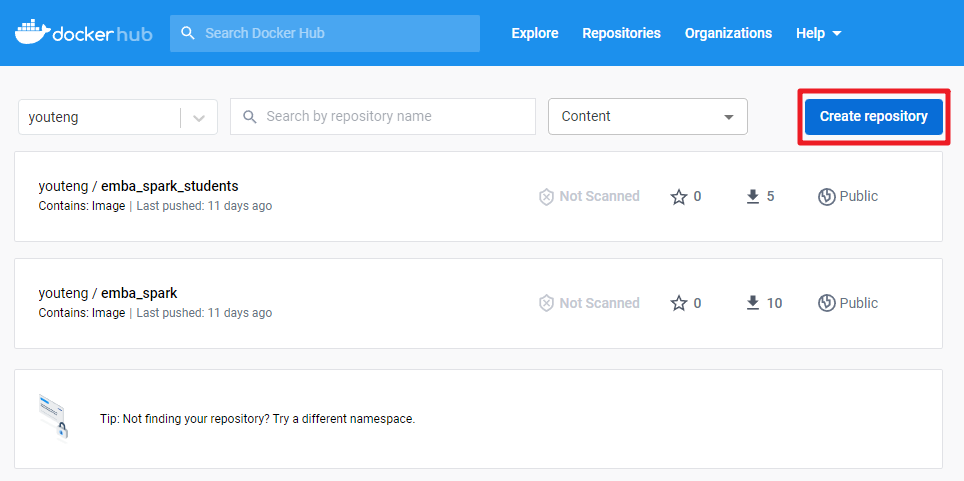 dockerhub Search Docker Hub Explore Repositories Organizations Help
youteng Search by repository name Content Create repository
youteng / emba_spark_students
Contains: Image | Last pushed: 11 days ago
Not Scanned 0 5 Public
youteng / emba_spark
Contains: Image | Last pushed: 11 days ago
Not Scanned 0 10 Public
Tip: Not finding your repository? Try a different namespace.